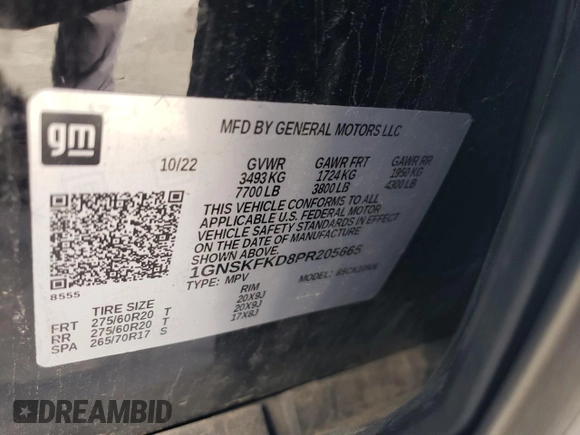 gm
MFD BY GENERAL MOTORS LLC
10/22 GVWR GAWR FRT GAWR RR
3493 KG 1724 KG 1950 KG
7700 LB 3800 LB 4300 LB
THIS VEHICLE CONFORMS TO ALL
APPLICABLE U.S. FEDERAL MOTOR
VEHICLE SAFETY STANDARDS IN EFFECT
ON THE DATE OF MANUFACTURE SHOWN ABOVE.
1GNSKFKD8PR205665
8555
TYPE: MPV MODEL:
TIRE SIZE RIM
FRT 275/60R20 T 20X9J
RR 275/60R20 T 20X9J
SPA 265/70R17 S 17X8J
DREAMBID